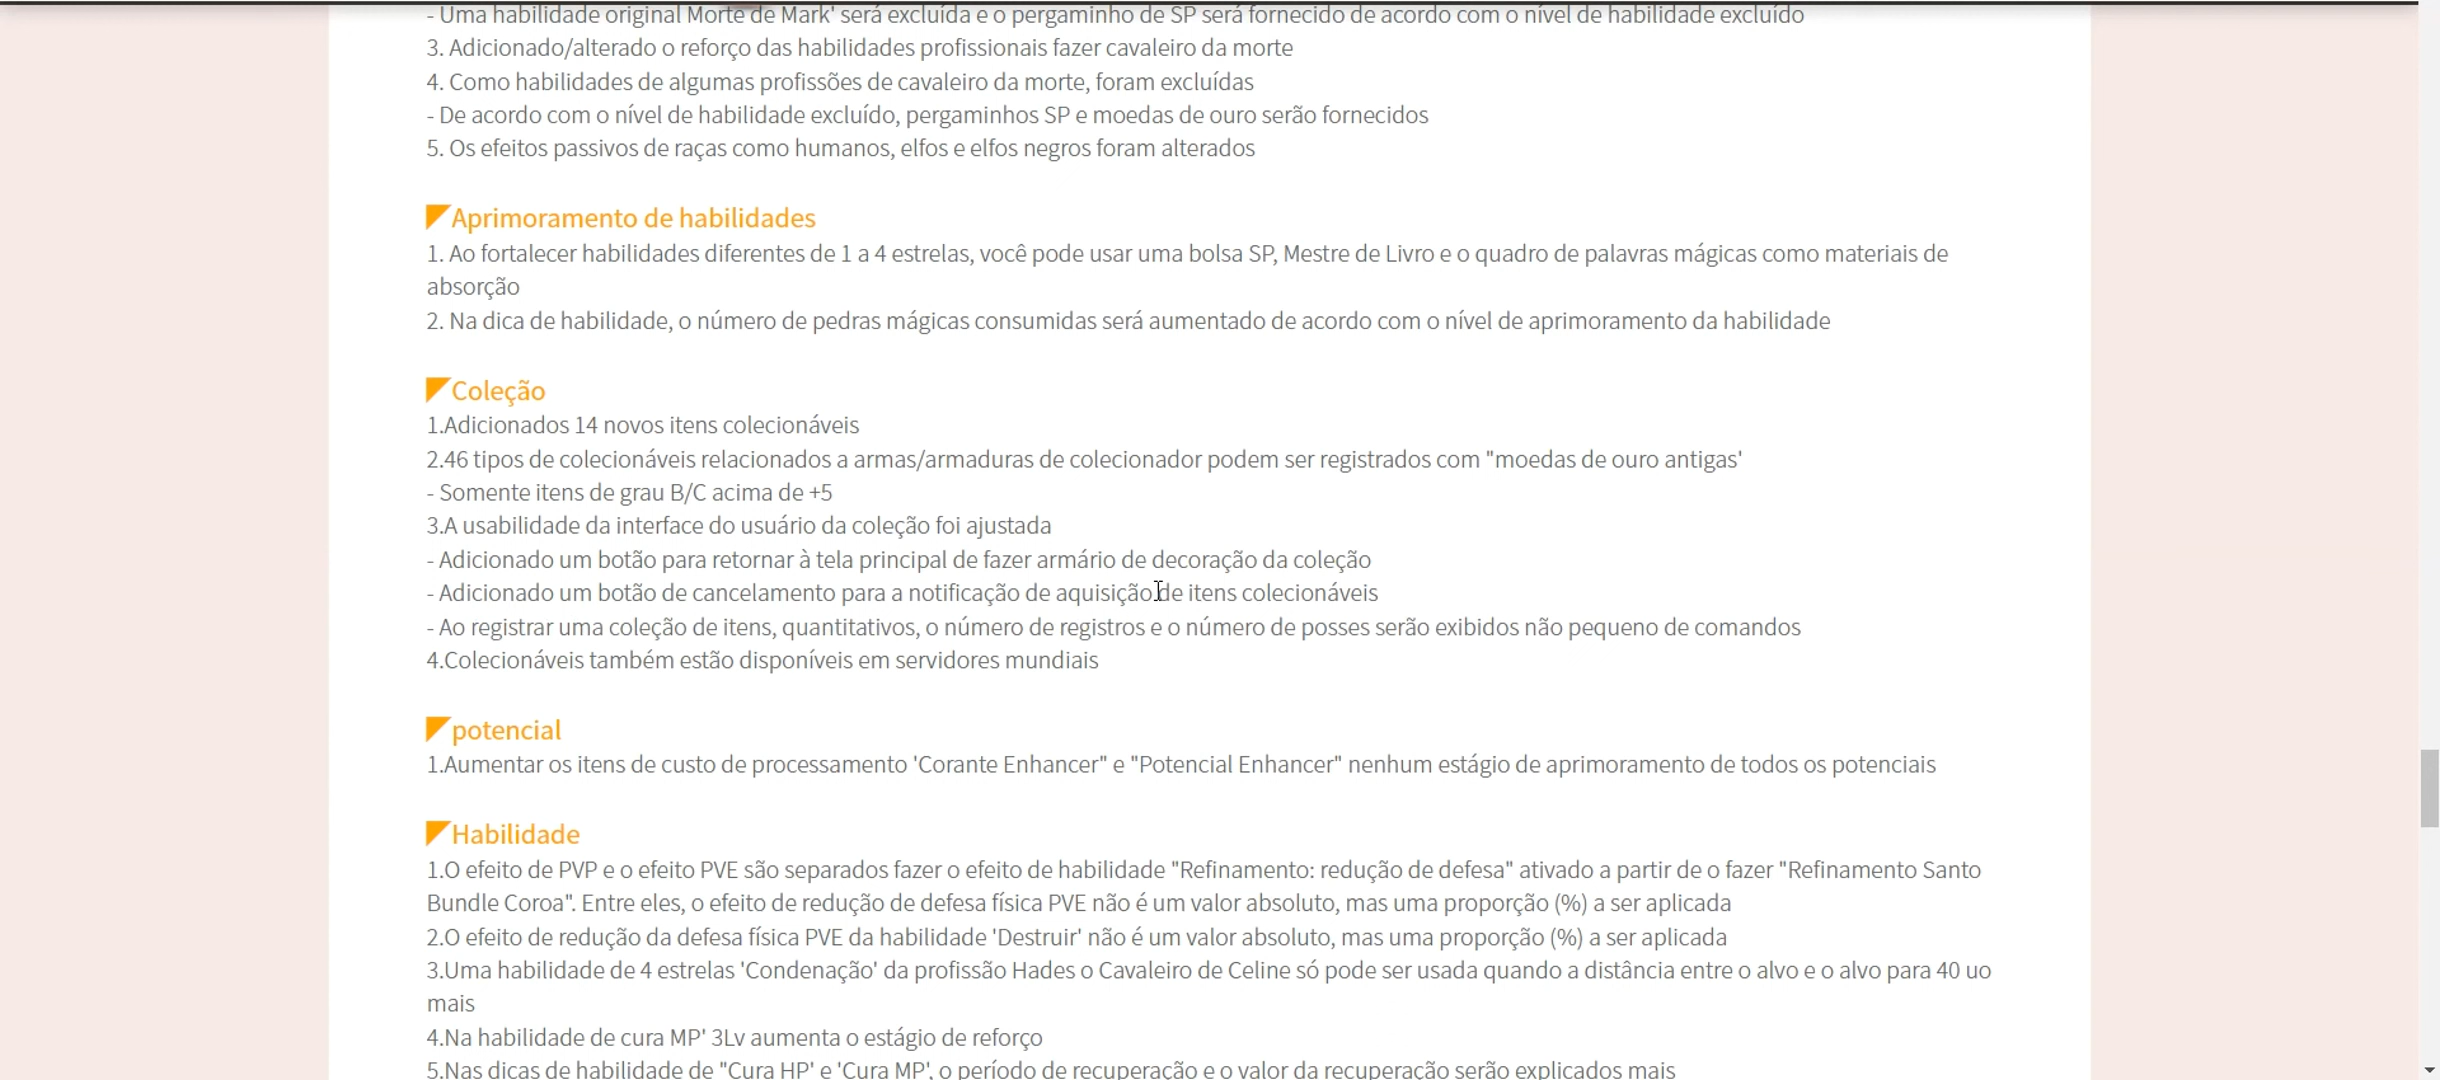 - Uma habilidade original Morte de Mark' será excluída e o pergaminho de SP será fornecido de acordo com o nível de habilidade excluído
3. Adicionado/alterado o reforço das habilidades profissionais fazer cavaleiro da morte
4. Como habilidades de algumas profissões de cavaleiro da morte, foram excluídas
- De acordo com o nível de habilidade excluído, pergaminhos SP e moedas de ouro serão fornecidos
5. Os efeitos passivos de raças como humanos, elfos e elfos negros foram alterados
Aprimoramento de habilidades
1. Ao fortalecer habilidades diferentes de 1 a 4 estrelas, você pode usar uma bolsa SP, Mestre de Livro e o quadro de palavras mágicas como materiais de
absorção
2. Na dica de habilidade, o número de pedras mágicas consumidas será aumentado de acordo com o nível de aprimoramento da habilidade
Coleção
1.Adicionados 14 novos itens colecionáveis
2.46 tipos de colecionáveis relacionados a armas/armaduras de colecionador podem ser registrados com "moedas de ouro antigas'
- Somente itens de grau B/C acima de +5
3.A usabilidade da interface do usuário da coleção foi ajustada
- Adicionado um botão para retornar à tela principal de fazer armário de decoração da coleção
- Adicionado um botão de cancelamento para a notificação de aquisição de itens colecionáveis
- Ao registrar uma coleção de itens, quantitativos, o número de registros e o número de posses serão exibidos não pequeno de comandos
4.Colecionáveis também estão disponíveis em servidores mundiais
potencial
1.Aumentar os itens de custo de processamento 'Corante Enhancer" e "Potencial Enhancer" nenhum estágio de aprimoramento de todos os potenciais
Habilidade
1.O efeito de PVP e o efeito PVE são separados fazer o efeito de habilidade "Refinamento: redução de defesa" ativado a partir de o fazer "Refinamento Santo
Bundle Coroa". Entre eles, o efeito de redução de defesa física PVE não é um valor absoluto, mas uma proporção (%) a ser aplicada
2.O efeito de redução da defesa física PVE da habilidade 'Destruir' não é um valor absoluto, mas uma proporção (%) a ser aplicada
3.Uma habilidade de 4 estrelas 'Condenação' da profissão Hades o Cavaleiro de Celine só pode ser usada quando a distância entre o alvo e o alvo para 40 uo
mais
4.Na habilidade de cura MP' 3Lv aumenta o estágio de reforço
5.Nas dicas de habilidade de "Cura HP' e 'Cura MP', o período de recuperação e o valor da recuperação serão explicados mais